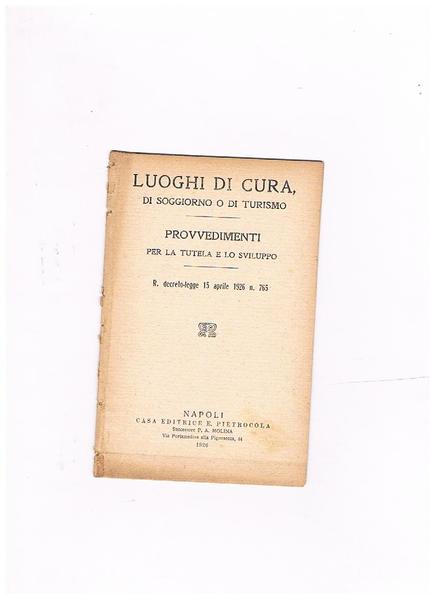 LUOGHI DI CURA,
DI SOGGIORNO O DI TURISMO
PROVVEDIMENTI
PER LA TUTELA E LO SVILUPPO
R. decreto-legge 15 aprile 1926 n. 765
NAPOLI
CASA EDITRICE E. PIETROCOLA
Successore P. A. MOLINA
Via Portamedina alla Pignasecca, 44
1926